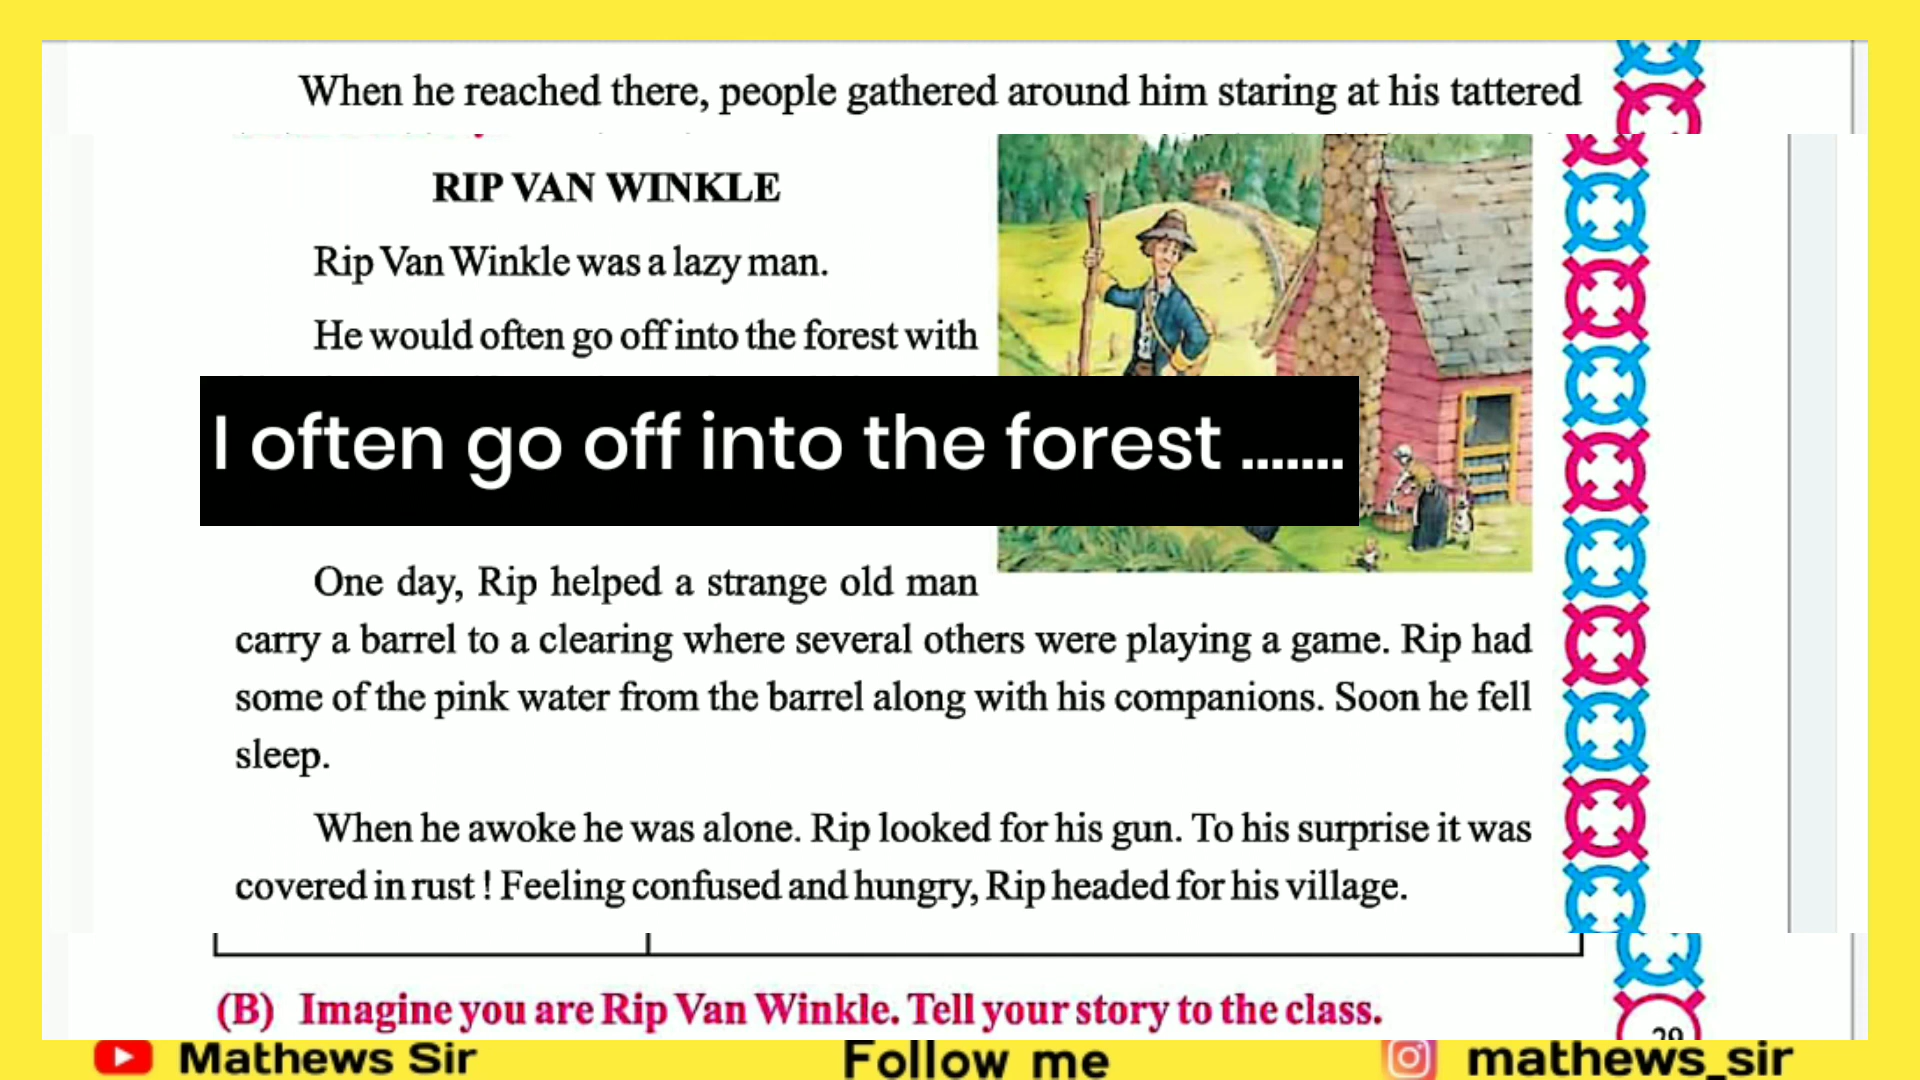 When he reached there, people gathered around him staring at his tattered
RIP VAN WINKLE
Rip Van Winkle was a lazy man.
He would often go off into the forest with
I often go off into the forest .......
One day, Rip helped a strange old man
carry a barrel to a clearing where several others were playing a game. Rip had
some of the pink water from the barrel along with his companions. Soon he fell
sleep.
When he awoke he was alone. Rip looked for his gun. To his surprise it was
covered in rust ! Feeling confused and hungry, Rip headed for his village.
(B) Imagine you are Rip Van Winkle. Tell your story to the class.
Mathews Sir
Follow me
mathews_sir